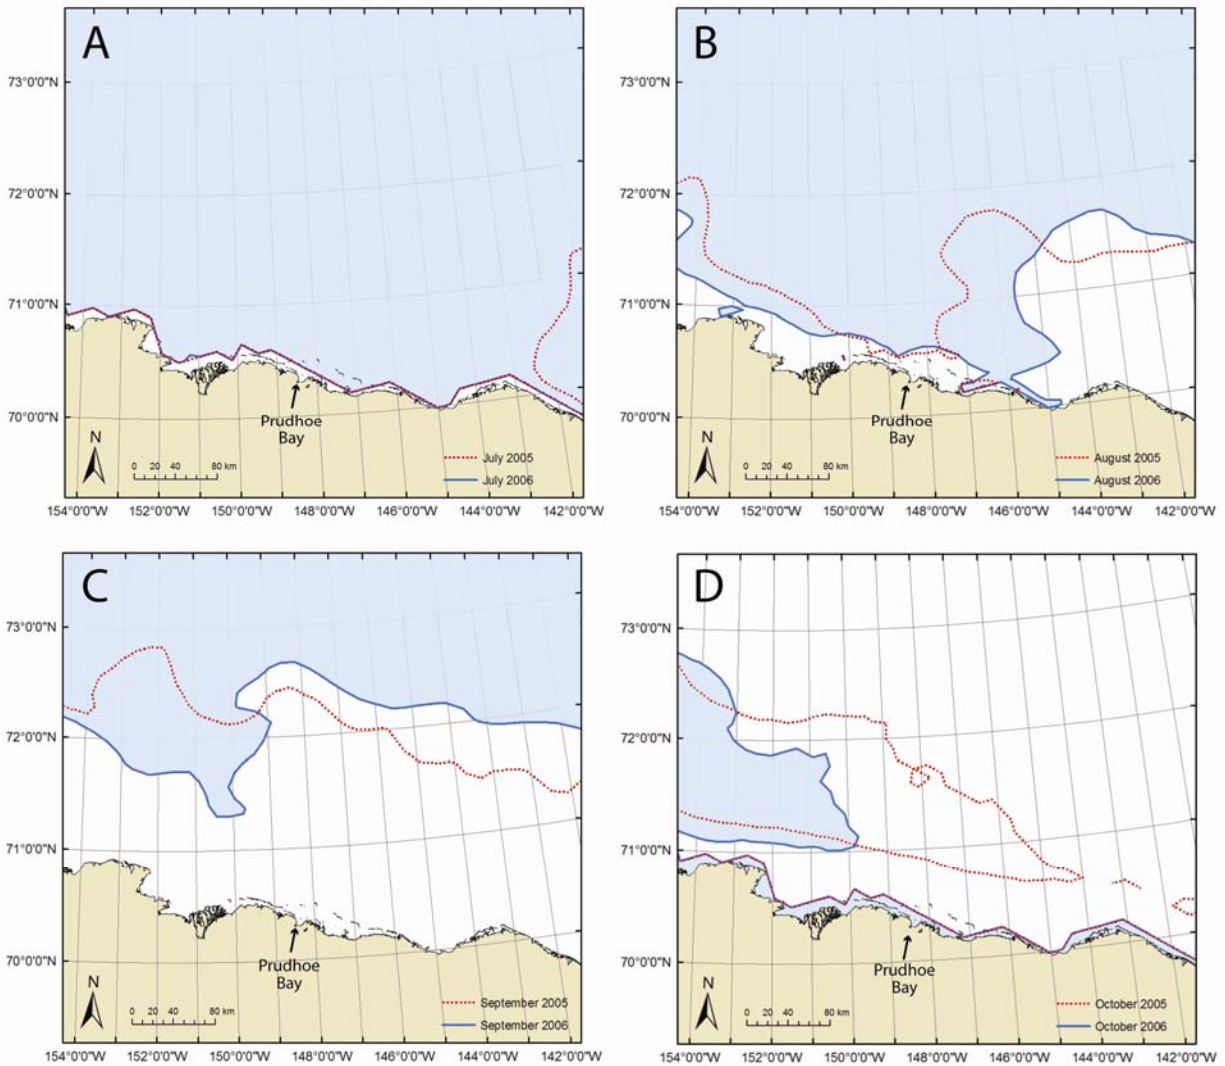 A
73°0'0"N
72°0'0"N
71°0'0"N
70°0'0"N
Prudhoe
Bay
N
0 20 40 80 km
July 2005
July 2006
154°0'0"W 152°0'0"W 150°0'0"W 148°0'0"W 146°0'0"W 144°0'0"W 142°0'0"W
B
73°0'0"N
72°0'0"N
71°0'0"N
70°0'0"N
Prudhoe
Bay
N
0 20 40 80 km
August 2005
August 2006
154°0'0"W 152°0'0"W 150°0'0"W 148°0'0"W 146°0'0"W 144°0'0"W 142°0'0"W
C
73°0'0"N
72°0'0"N
71°0'0"N
70°0'0"N
Prudhoe
Bay
N
0 20 40 80 km
September 2005
September 2006
154°0'0"W 152°0'0"W 150°0'0"W 148°0'0"W 146°0'0"W 144°0'0"W 142°0'0"W
D
73°0'0"N
72°0'0"N
71°0'0"N
70°0'0"N
Prudhoe
Bay
N
0 20 40 80 km
October 2005
October 2006
154°0'0"W 152°0'0"W 150°0'0"W 148°0'0"W 146°0'0"W 144°0'0"W 142°0'0"W